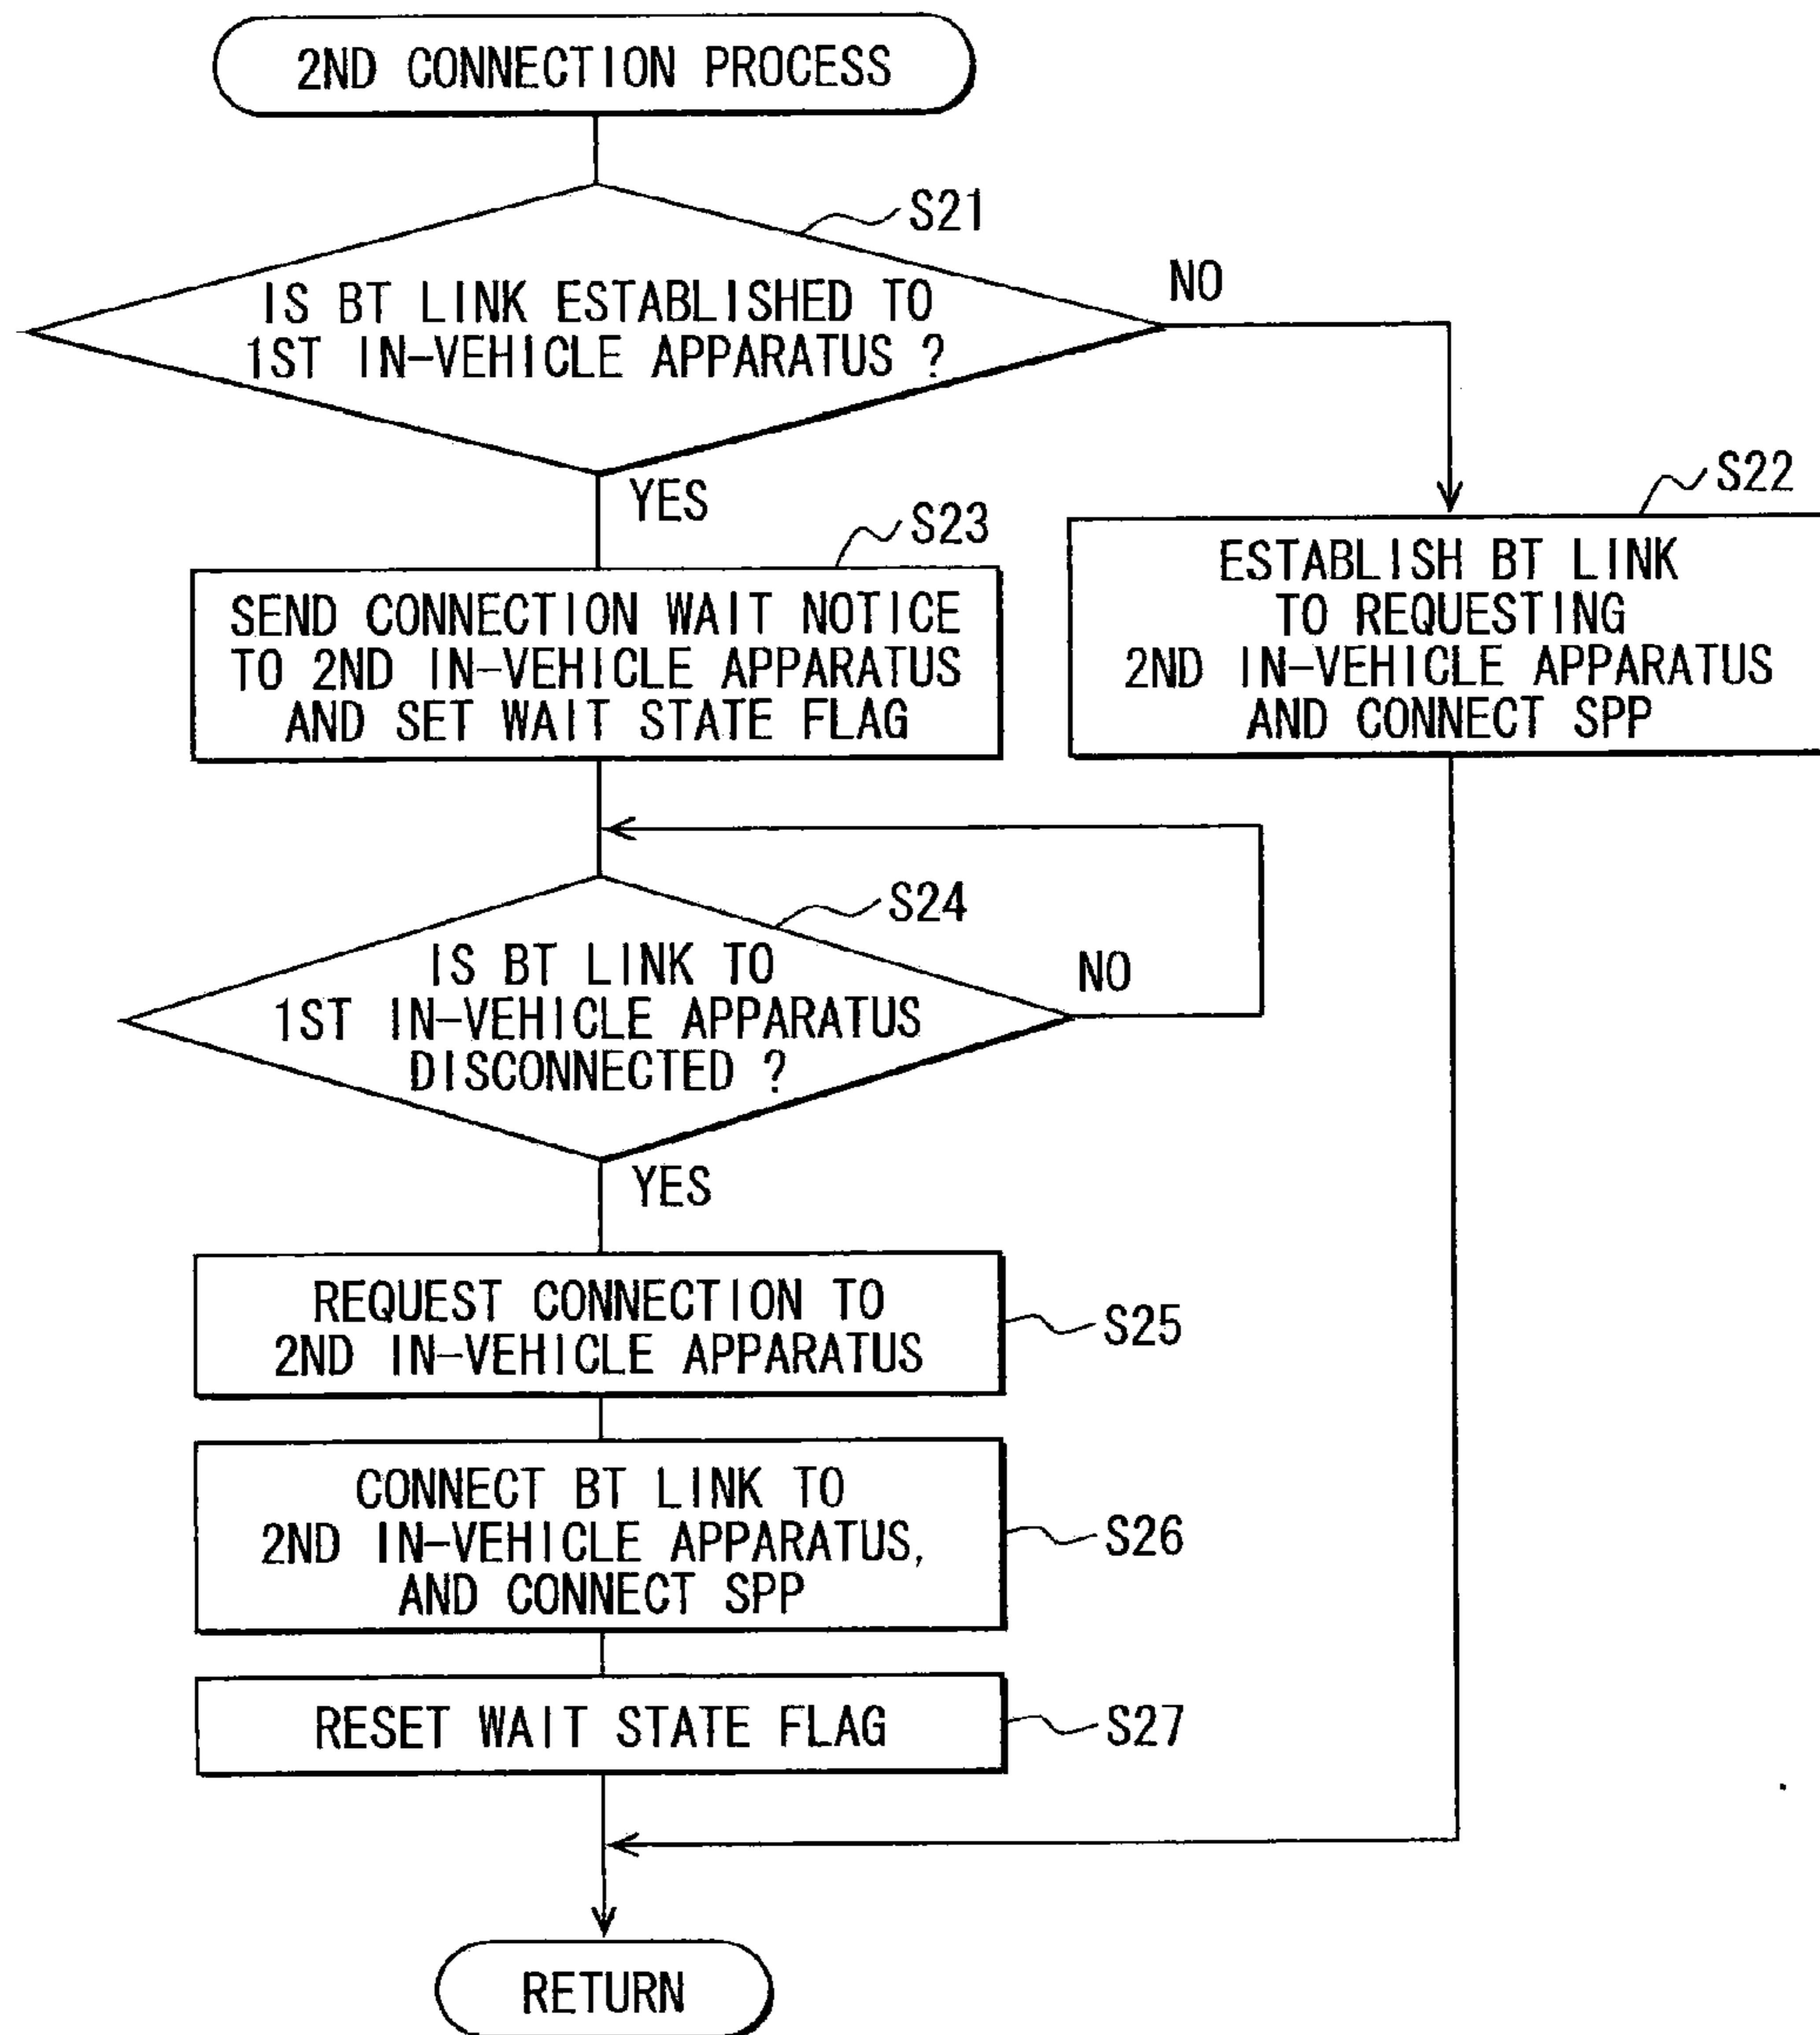 2ND CONNECTION PROCESS
S21
IS BT LINK ESTABLISHED TO
1ST IN-VEHICLE APPARATUS ?
NO
YES
S22
ESTABLISH BT LINK
TO REQUESTING
2ND IN-VEHICLE APPARATUS
AND CONNECT SPP
S23
SEND CONNECTION WAIT NOTICE
TO 2ND IN-VEHICLE APPARATUS
AND SET WAIT STATE FLAG
S24
IS BT LINK TO
1ST IN-VEHICLE APPARATUS
DISCONNECTED ?
NO
YES
REQUEST CONNECTION TO
2ND IN-VEHICLE APPARATUS
S25
CONNECT BT LINK TO
2ND IN-VEHICLE APPARATUS,
AND CONNECT SPP
S26
RESET WAIT STATE FLAG
S27
RETURN